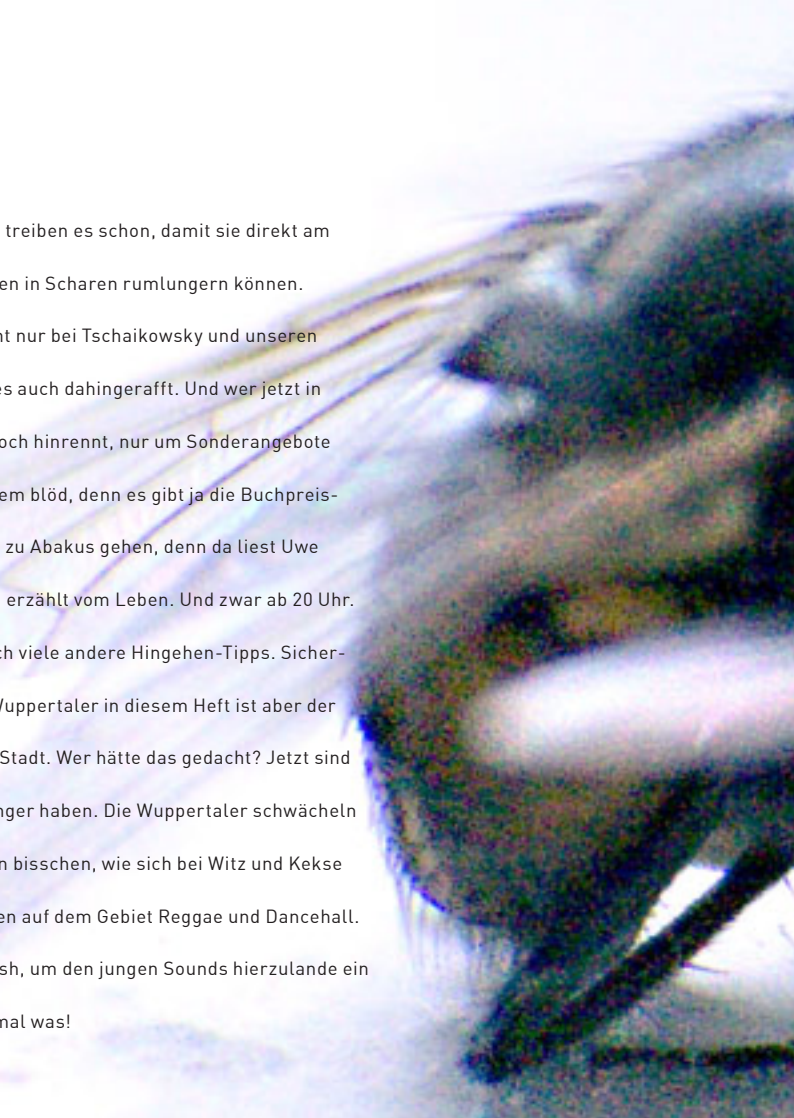 treiben es schon, damit sie direkt am
en in Scharen rumlungern können.
nt nur bei Tschaikowsky und unseren
es auch dahingerafft. Und wer jetzt in
och hinrennt, nur um Sonderangebote
em blöd, denn es gibt ja die Buchpreis-
zu Abakus gehen, denn da liest Uwe
erzählt vom Leben. Und zwar ab 20 Uhr.
ch viele andere Hingehen-Tipps. Sicher-
Wuppertaler in diesem Heft ist aber der
Stadt. Wer hätte das gedacht? Jetzt sind
nger haben. Die Wuppertaler schwächeln
n bisschen, wie sich bei Witz und Kekse
en auf dem Gebiet Reggae und Dancehall.
sh, um den jungen Sounds hierzulande ein
mal was!